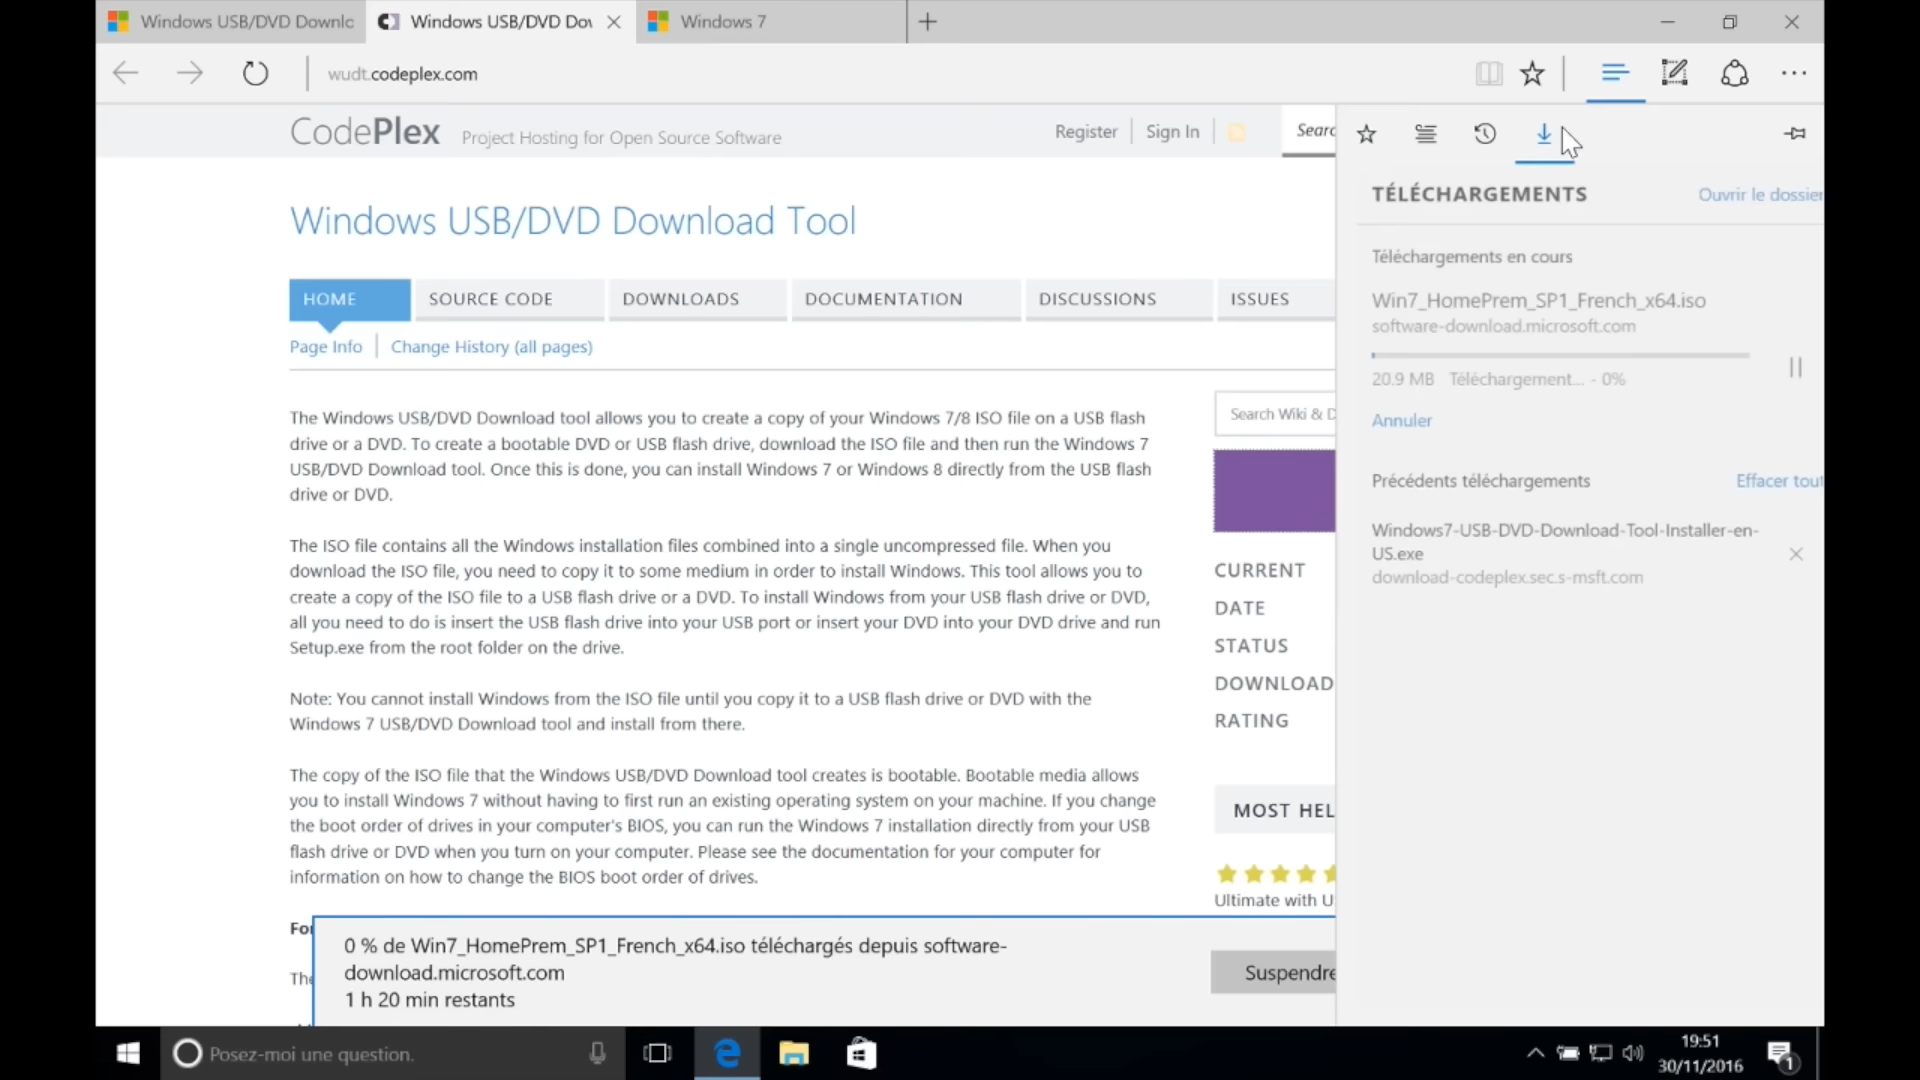 Windows USB/DVD Downlc
Windows USB/DVD Dov
Windows 7
wudt.codeplex.com
CodePlex Project Hosting for Open Source Software
Register
Sign In
Searc
Windows USB/DVD Download Tool
HOME
SOURCE CODE
DOWNLOADS
DOCUMENTATION
DISCUSSIONS
ISSUES
Page Info
Change History (all pages)
The Windows USB/DVD Download tool allows you to create a copy of your Windows 7/8 ISO file on a USB flash
drive or a DVD. To create a bootable DVD or USB flash drive, download the ISO file and then run the Windows 7
USB/DVD Download tool. Once this is done, you can install Windows 7 or Windows 8 directly from the USB flash
drive or DVD.
The ISO file contains all the Windows installation files combined into a single uncompressed file. When you
download the ISO file, you need to copy it to some medium in order to install Windows. This tool allows you to
create a copy of the ISO file to a USB flash drive or a DVD. To install Windows from your USB flash drive or DVD,
all you need to do is insert the USB flash drive into your USB port or insert your DVD into your DVD drive and run
Setup.exe from the root folder on the drive.
Note: You cannot install Windows from the ISO file until you copy it to a USB flash drive or DVD with the
Windows 7 USB/DVD Download tool and install from there.
The copy of the ISO file that the Windows USB/DVD Download tool creates is bootable. Bootable media allows
you to install Windows 7 without having to first run an existing operating system on your machine. If you change
the boot order of drives in your computer's BIOS, you can run the Windows 7 installation directly from your USB
flash drive or DVD when you turn on your computer. Please see the documentation for your computer for
information on how to change the BIOS boot order of drives.
For
The
Search Wiki & D
CURRENT
DATE
STATUS
DOWNLOAD
RATING
MOST HEL
Ultimate with U
TÉLÉCHARGEMENTS
Ouvrir le dossier
Téléchargements en cours
Win7_HomePrem_SP1_French_x64.iso
software-download.microsoft.com
20.9 MB Téléchargement... - 0%
Annuler
Précédents téléchargements
Effacer tout
Windows7-USB-DVD-Download-Tool-Installer-en-
US.exe
download-codeplex.sec.s-msft.com
0 % de Win7_HomePrem_SP1_French_x64.iso téléchargés depuis software-
download.microsoft.com
1 h 20 min restants
Suspendre
Posez-moi une question.
19:51
30/11/2016
1